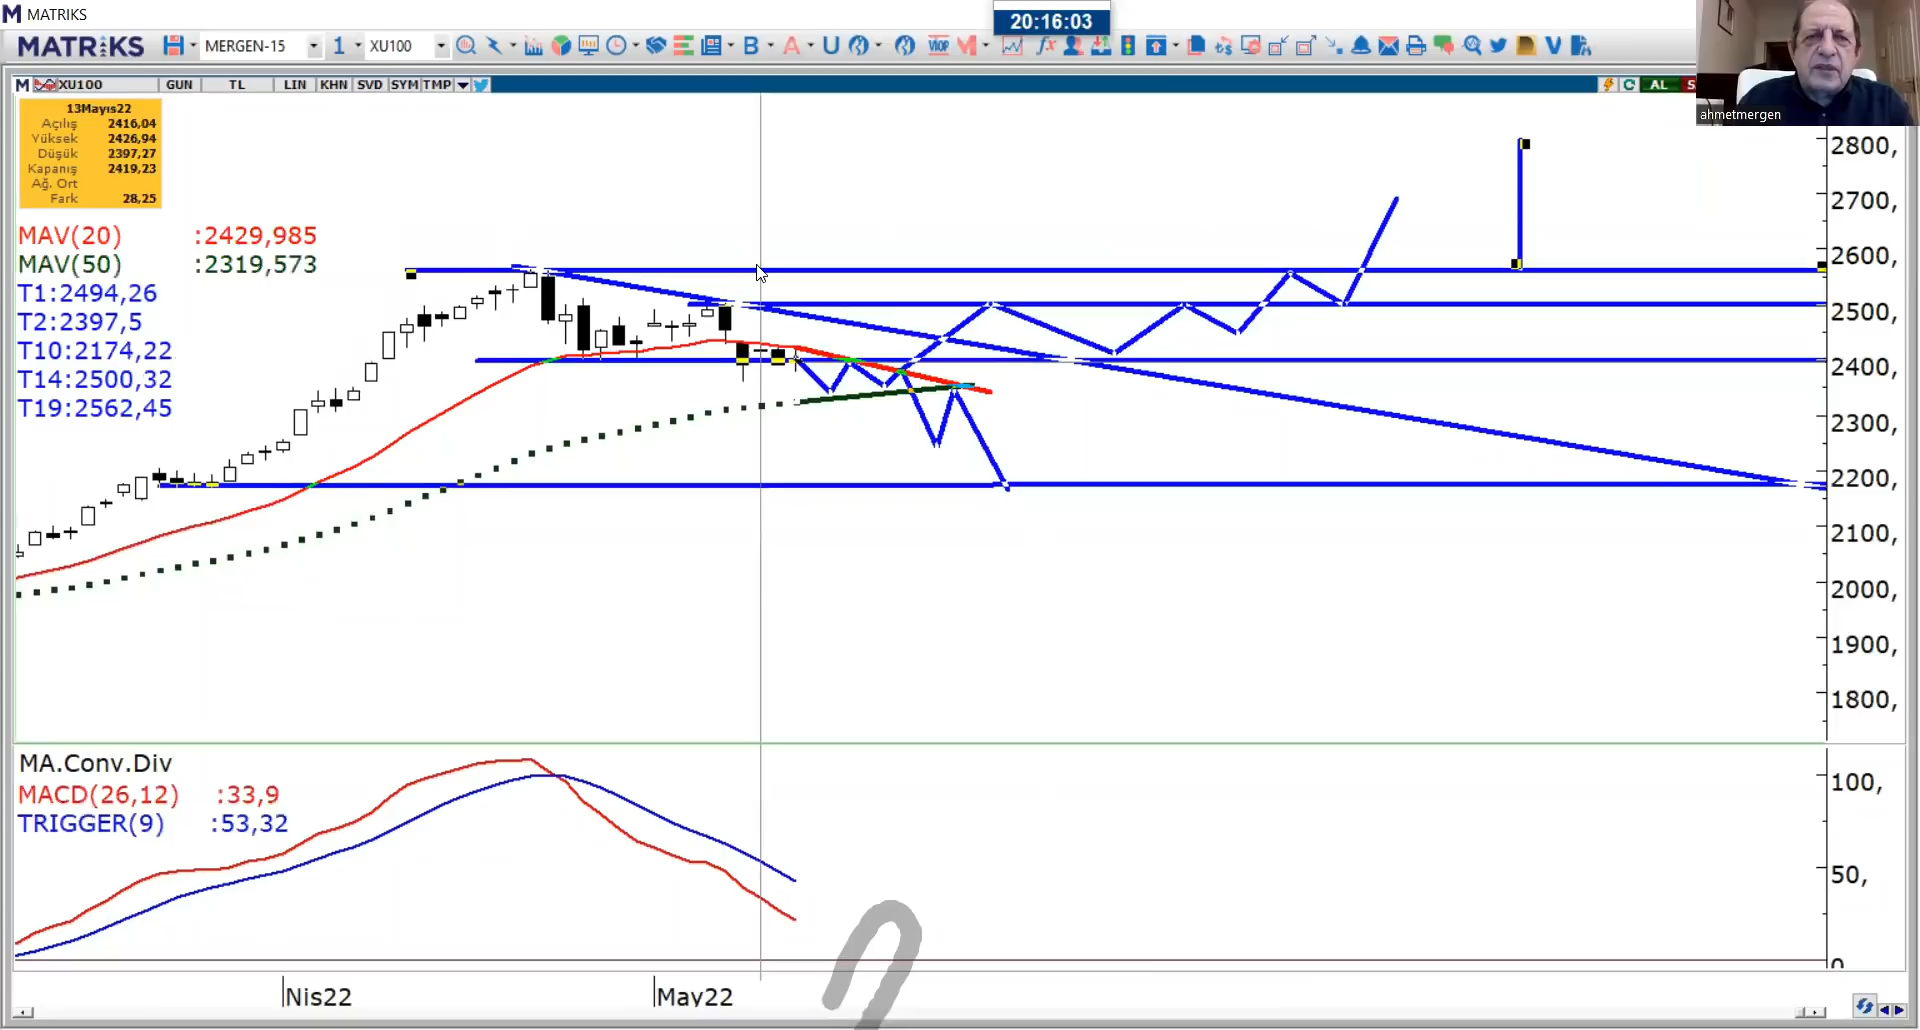 MATRIKS
20:16:03
MATRIKS MERGEN-15 1 XU100 B A U VIOP M fx V
M XU100 GUN TL LIN KHN SVD SYM TMP C AL S
ahmetmergen
13Mayıs22
Açılış 2416,04
Yüksek 2426,94
Düşük 2397,27
Kapanış 2419,23
Ağ. Ort
Fark 28,25
MAV(20) :2429,985
MAV(50) :2319,573
T1:2494,26
T2:2397,5
T10:2174,22
T14:2500,32
T19:2562,45
2800,
2700,
2600,
2500,
2400,
2300,
2200,
2100,
2000,
1900,
1800,
MA.Conv.Div
MACD(26,12) :33,9
TRIGGER(9) :53,32
100,
50,
0
Nis22
May22